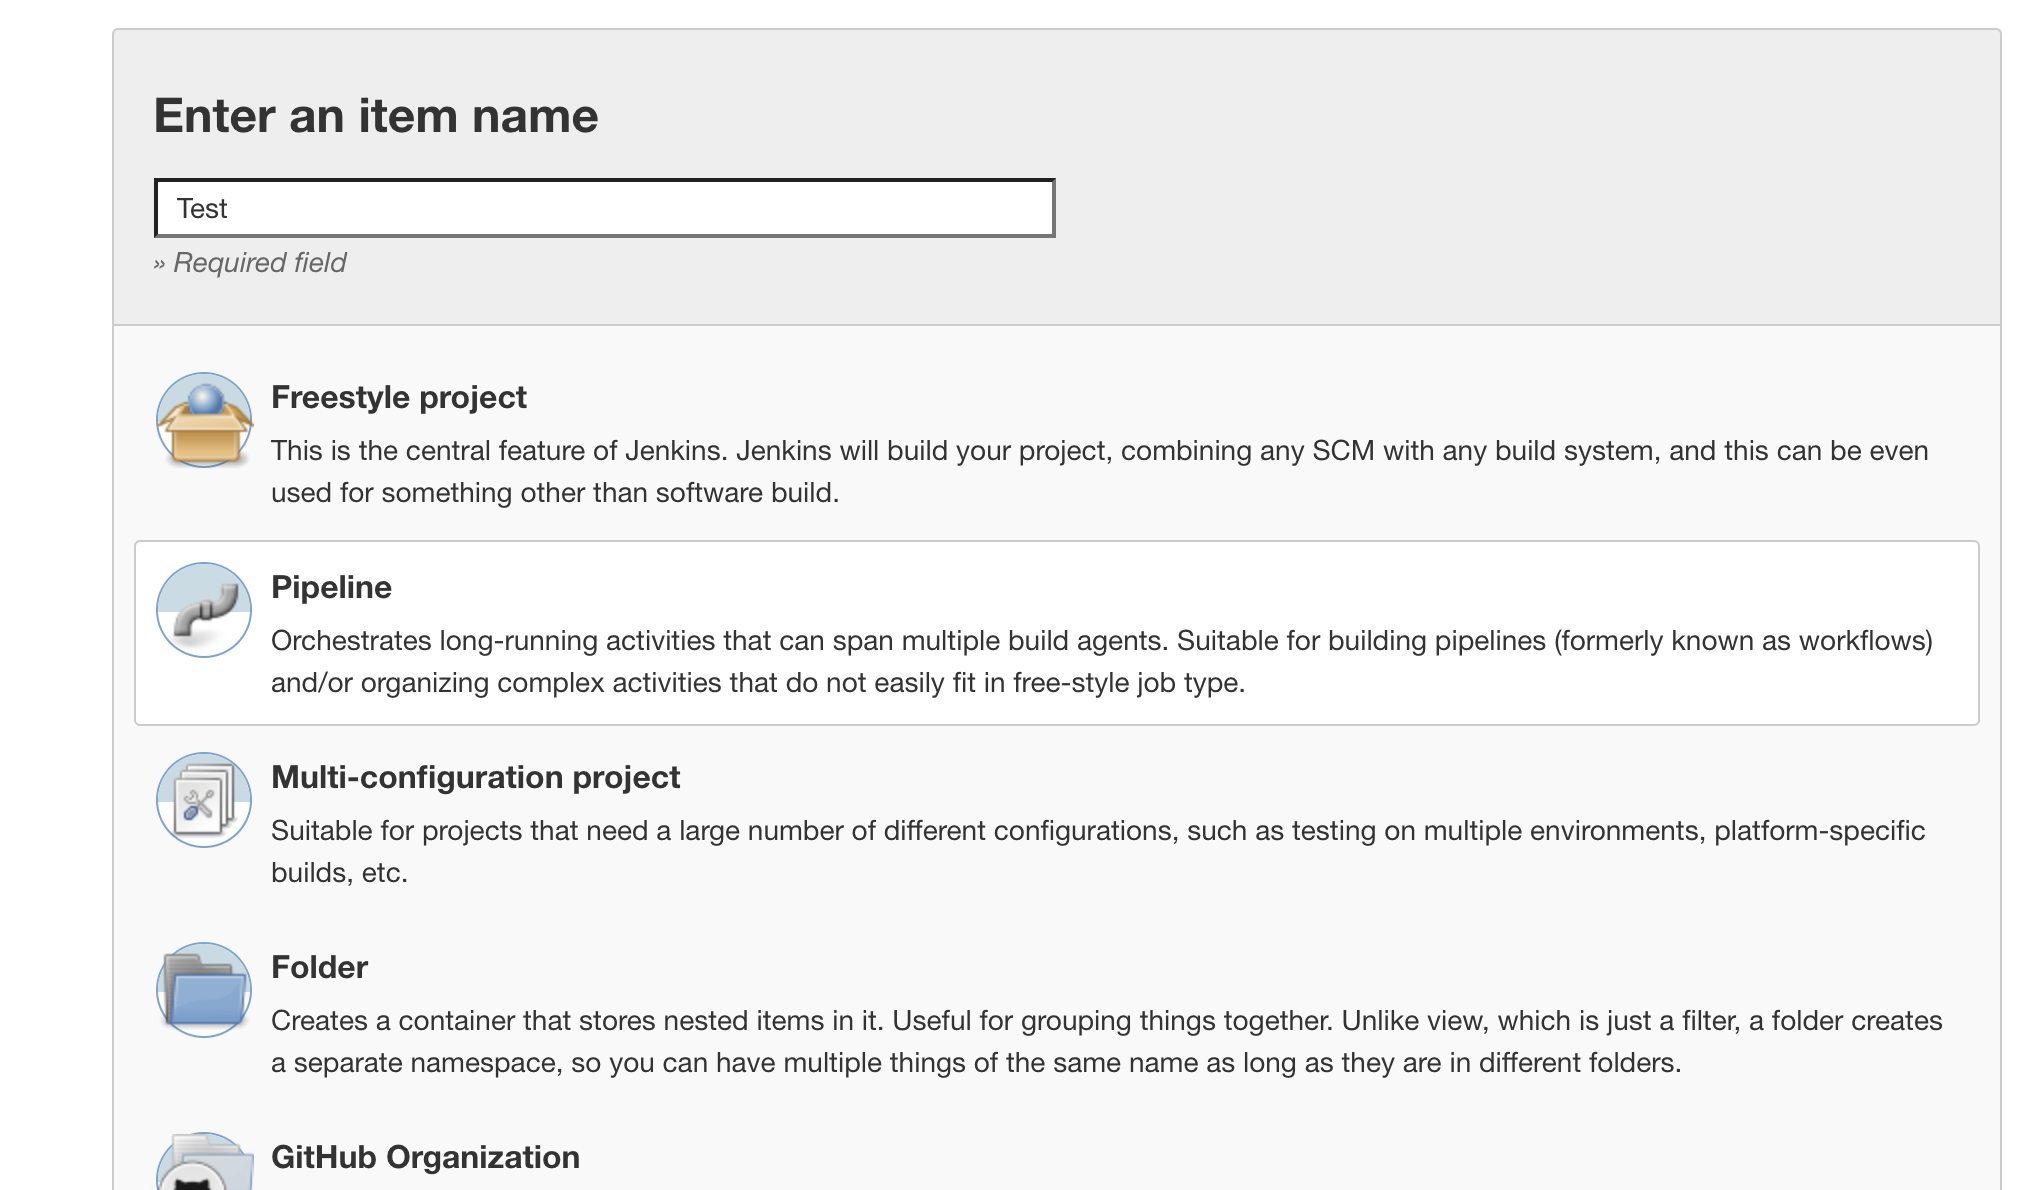 Enter an item name
Test
» Required field
Freestyle project
This is the central feature of Jenkins. Jenkins will build your project, combining any SCM with any build system, and this can be even
used for something other than software build.
Pipeline
Orchestrates long-running activities that can span multiple build agents. Suitable for building pipelines (formerly known as workflows)
and/or organizing complex activities that do not easily fit in free-style job type.
Multi-configuration project
Suitable for projects that need a large number of different configurations, such as testing on multiple environments, platform-specific
builds, etc.
Folder
Creates a container that stores nested items in it. Useful for grouping things together. Unlike view, which is just a filter, a folder creates
a separate namespace, so you can have multiple things of the same name as long as they are in different folders.
GitHub Organization